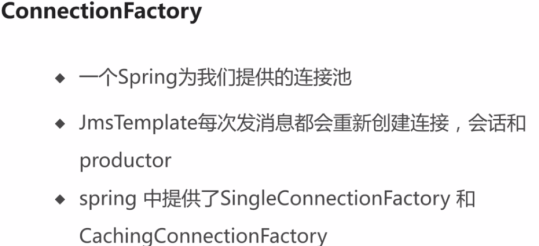 ConnectionFactory
◆ 一个Spring为我们提供的连接池
◆ JmsTemplate每次发消息都会重新创建连接，会话和
productor
◆ spring 中提供了SingleConnectionFactory 和
CachingConnectionFactory